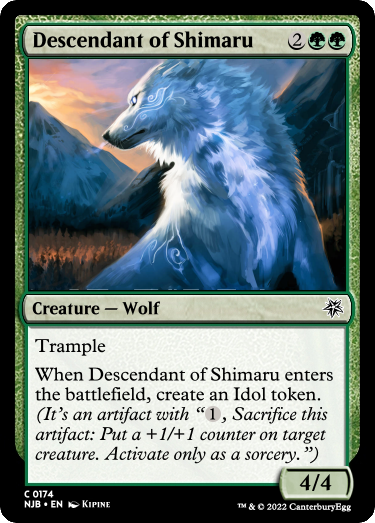 Descendant of Shimaru 2
Creature — Wolf
Trample
When Descendant of Shimaru enters
the battlefield, create an Idol token.
(It's an artifact with “1, Sacrifice this
artifact: Put a +1/+1 counter on target
creature. Activate only as a sorcery.”)
4/4
C 0174
NJB • EN KIPINE
™ & © 2022 CanterburyEgg